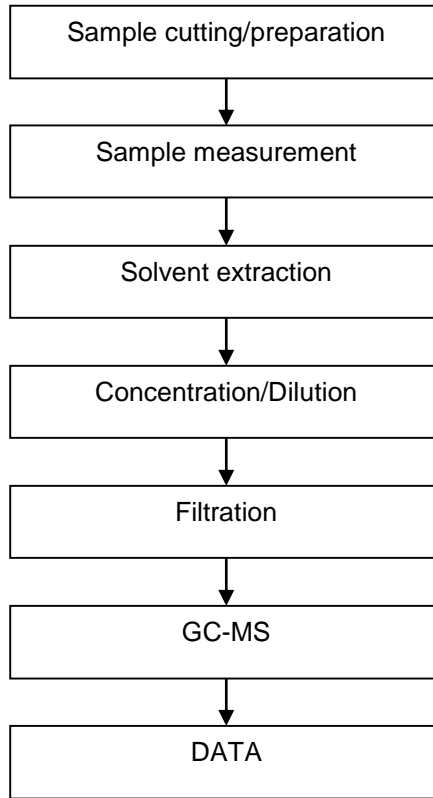 Sample cutting/preparation
Sample measurement
Solvent extraction
Concentration/Dilution
Filtration
GC-MS
DATA